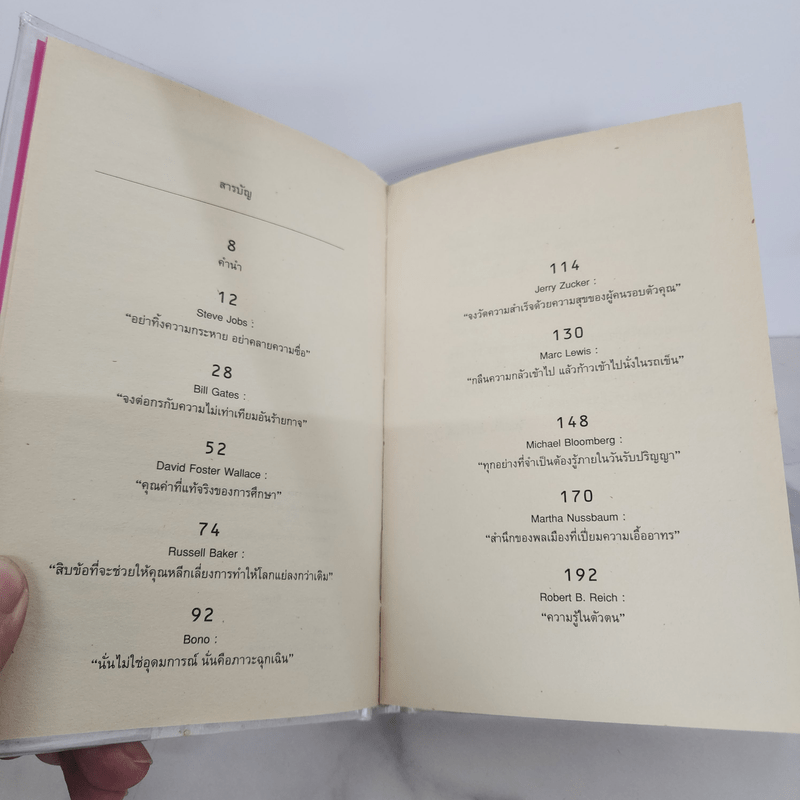 สารบัญ
8
คำนำ
12
Steve Jobs :
“อย่าทิ้งความกระหาย อย่าคลายความซื่อ”
28
Bill Gates :
“จงต่อกรกับความไม่เท่าเทียมอันร้ายกาจ”
52
David Foster Wallace :
“คุณค่าที่แท้จริงของการศึกษา”
74
Russell Baker :
“สิบข้อที่จะช่วยให้คุณหลีกเลี่ยงการทำให้โลกแย่ลงกว่าเดิม”
92
Bono :
“นั่นไม่ใช่อุดมการณ์ นั่นคือภาวะฉุกเฉิน”
114
Jerry Zucker :
“จงวัดความสำเร็จด้วยความสุขของผู้คนรอบตัวคุณ”
130
Marc Lewis :
“กลืนความกลัวเข้าไป แล้วก้าวเข้าไปนั่งในรถเข็น”
148
Michael Bloomberg :
“ทุกอย่างที่จำเป็นต้องรู้ภายในวันรับปริญญา”
170
Martha Nussbaum :
“สำนึกของพลเมืองที่เปี่ยมความเอื้ออาทร”
192
Robert B. Reich :
“ความรู้ในตัวตน”